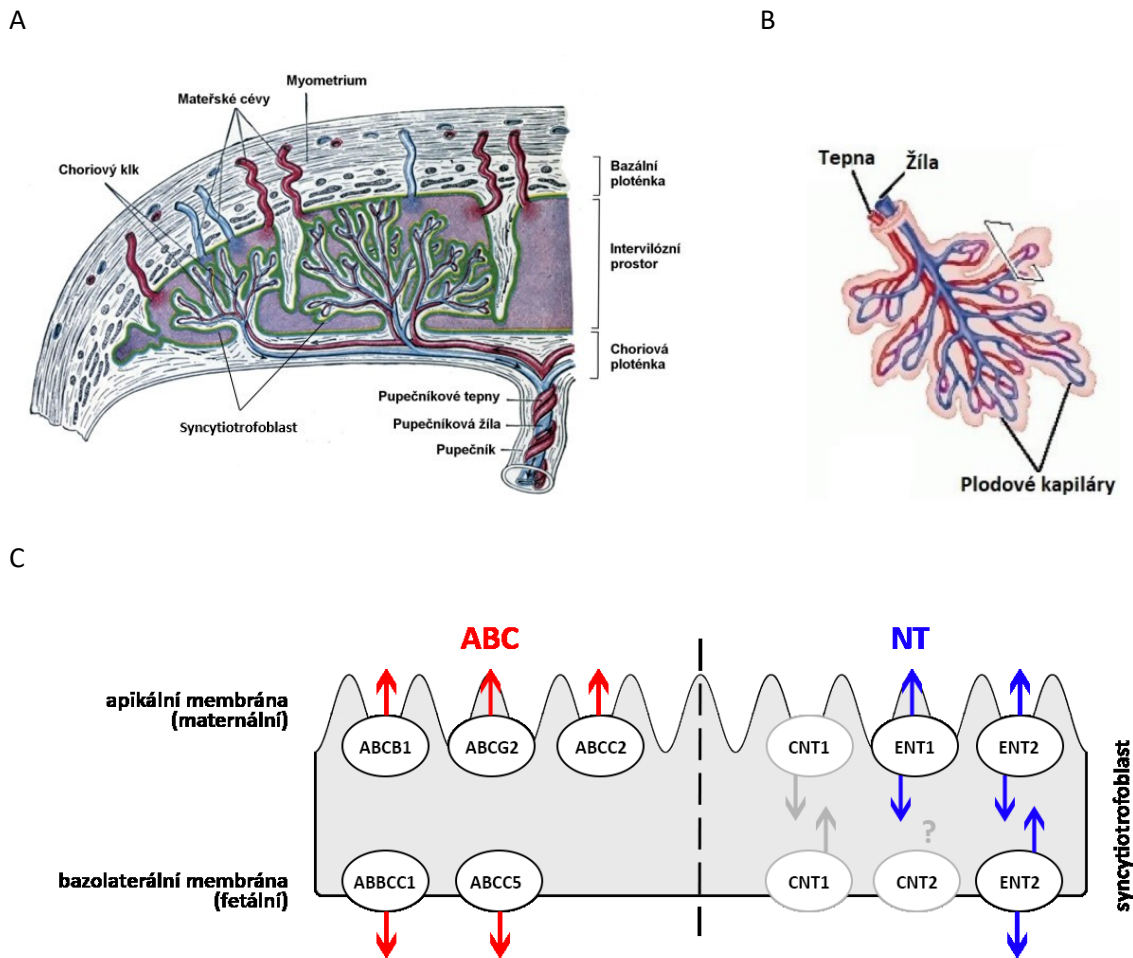 A
B
Myometrium
Mateřské cévy
Choriový klk
Bazální
ploténka
Intervilózní
prostor
Choriová
ploténka
Pupečníkové tepny
Pupečníková žíla
Pupečník
Syncytiotrofoblast
Tepna
Žíla
Plodové kapiláry
C
ABC
NT
apikální membrána
(maternální)
ABCB1
ABCG2
ABCC2
CNT1
ENT1
ENT2
?
bazolaterální membrána
(fetální)
ABBCC1
ABCC5
CNT1
CNT2
ENT2
syncytiotrofoblast